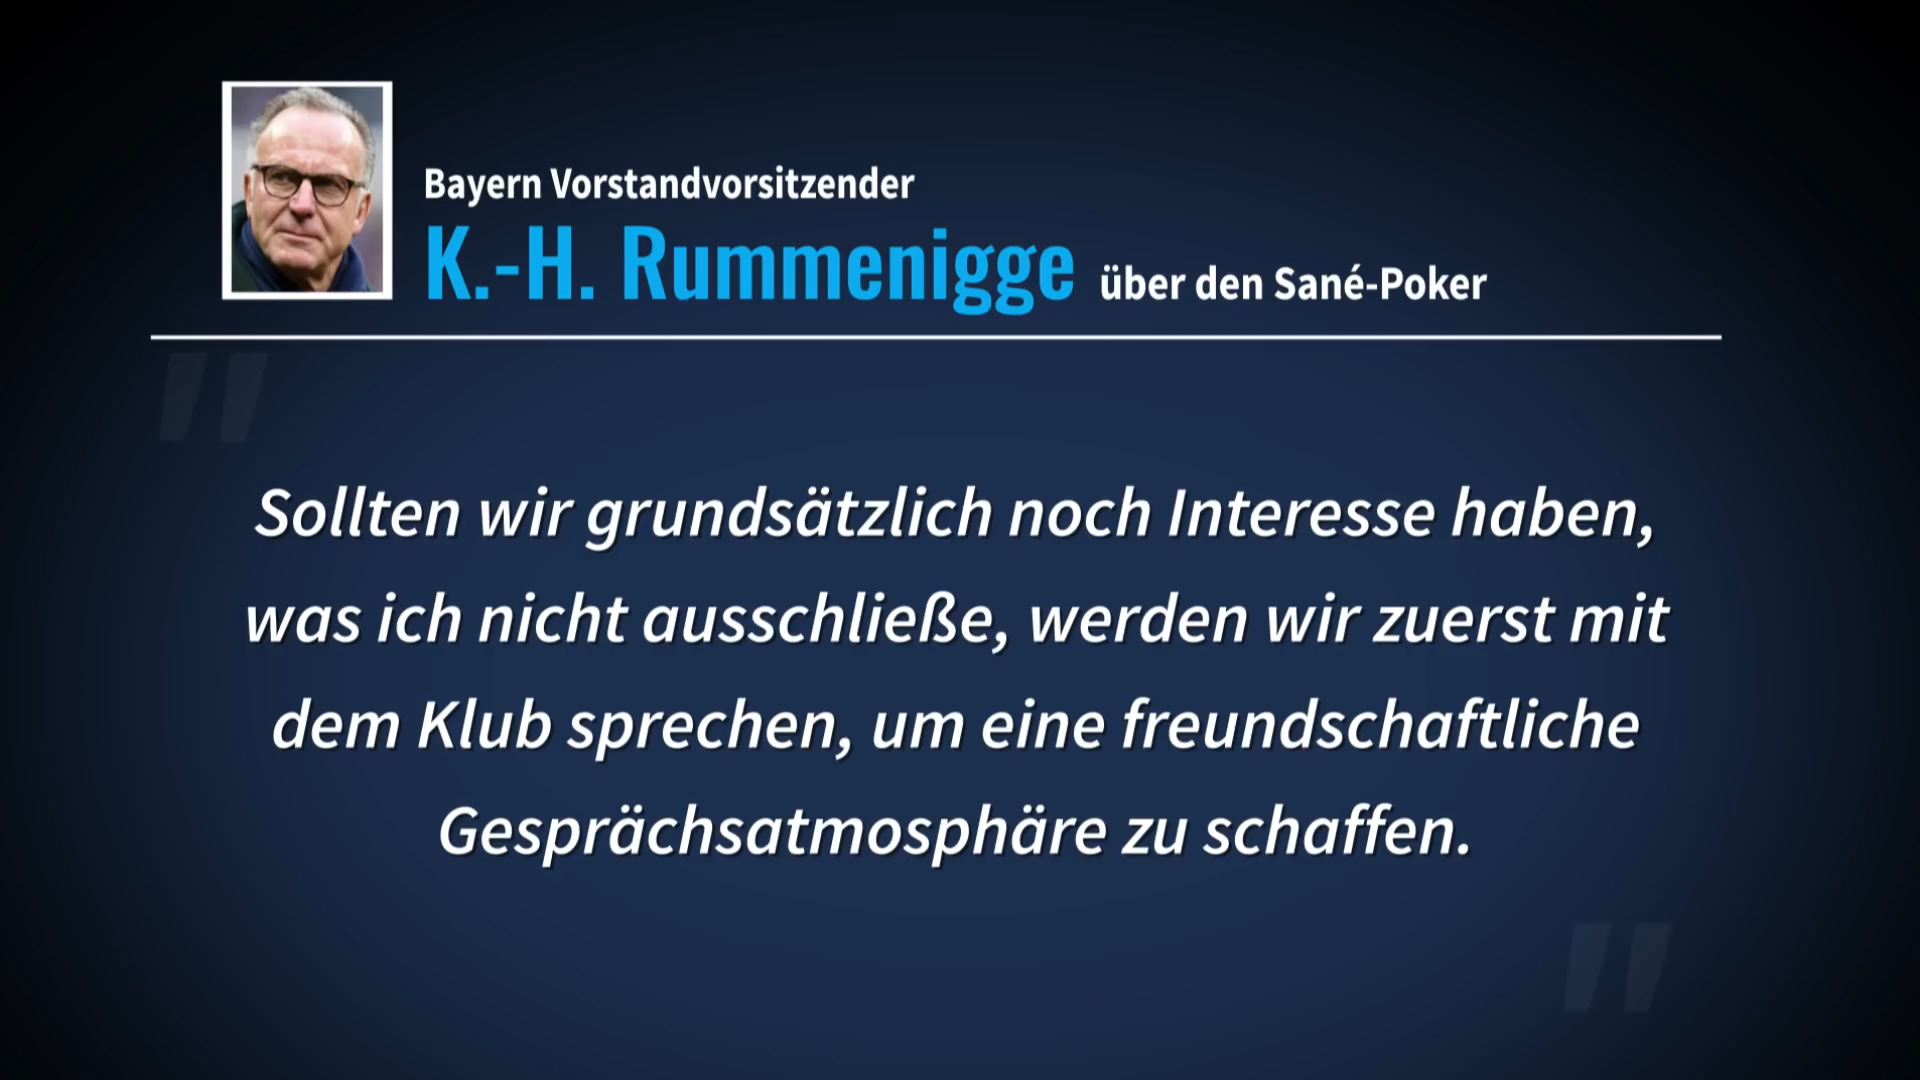 Bayern Vorstandvorsitzender
K.-H. Rummenigge über den Sané-Poker
"
Sollten wir grundsätzlich noch Interesse haben,
was ich nicht ausschließe, werden wir zuerst mit
dem Klub sprechen, um eine freundschaftliche
Gesprächsatmosphäre zu schaffen.
"